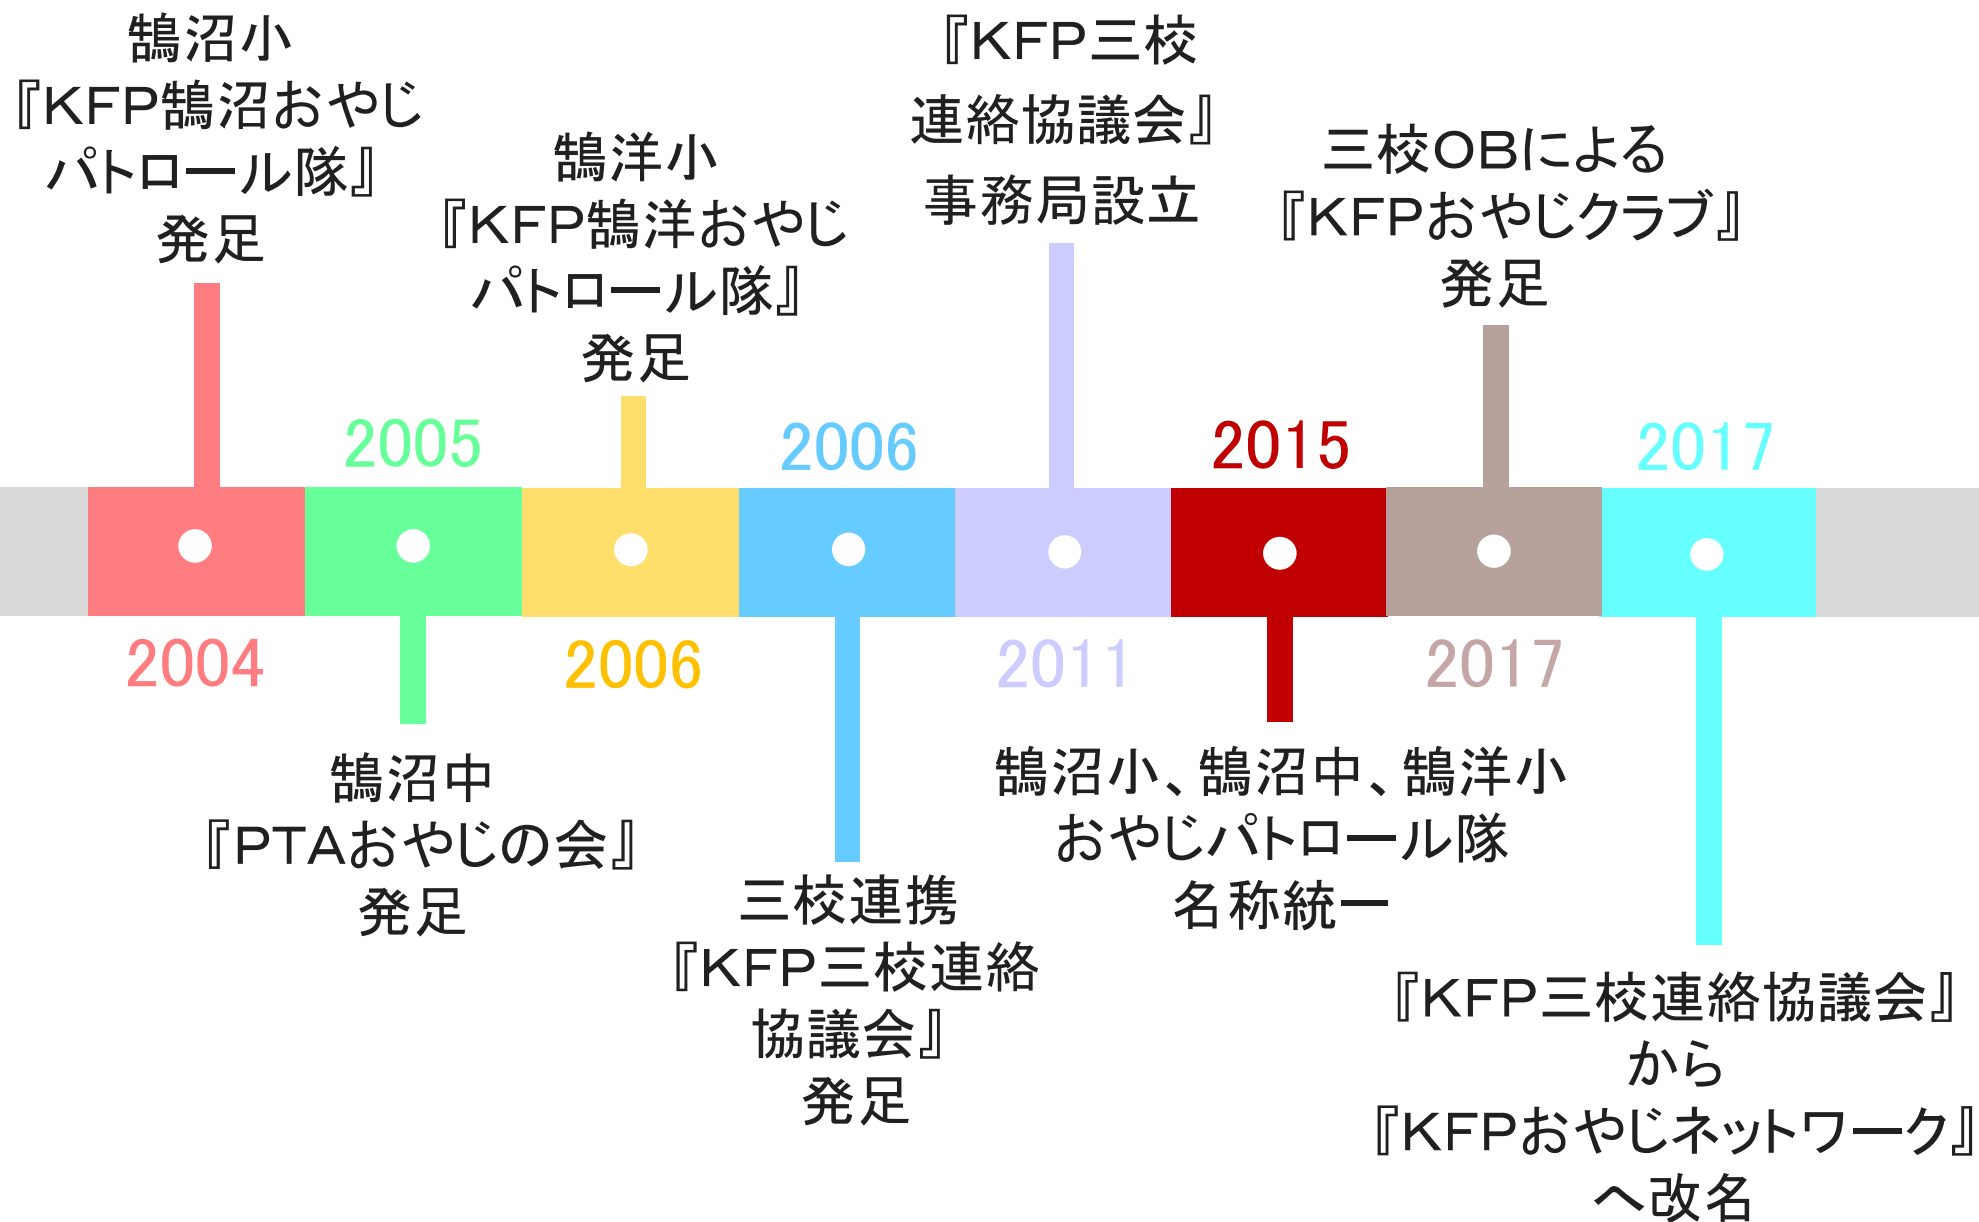 鵠沼小
『KFP鵠沼おやじ
パトロール隊』
発足
2004
2005
鵠沼中
『PTAおやじの会』
発足
鵠洋小
『KFP鵠洋おやじ
パトロール隊』
発足
2006
2006
三校連携
『KFP三校連絡
協議会』
発足
『KFP三校
連絡協議会』
事務局設立
2011
2015
鵠沼小、鵠沼中、鵠洋小
おやじパトロール隊
名称統一
三校OBによる
『KFPおやじクラブ』
発足
2017
2017
『KFP三校連絡協議会』
から
『KFPおやじネットワーク』
へ改名